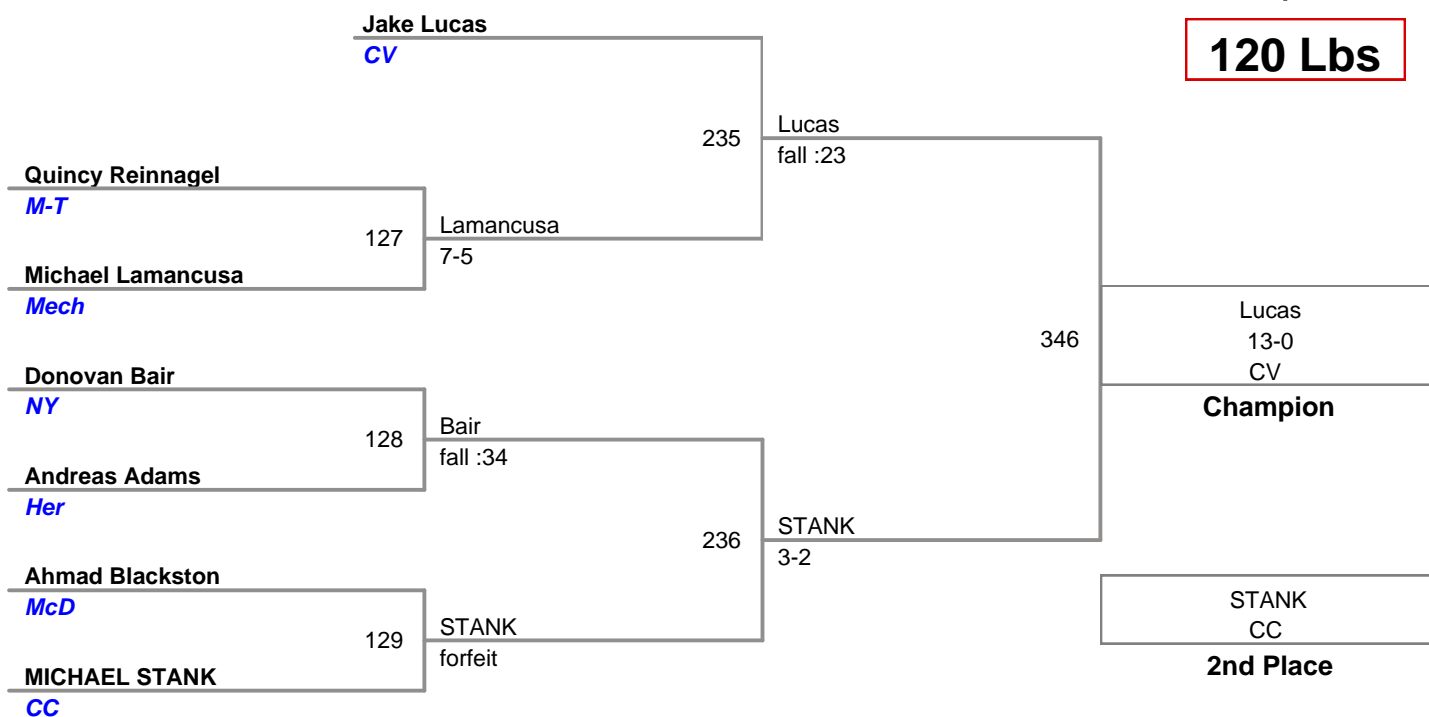 Jake Lucas
CV
120 Lbs
235
Lucas
fall :23
Quincy Reinnagel
M-T
127
Lamancusa
7-5
Michael Lamancusa
Mech
346
Lucas
13-0
CV
Champion
Donovan Bair
NY
128
Bair
fall :34
Andreas Adams
Her
236
STANK
3-2
Ahmad Blackston
McD
129
STANK
forfeit
MICHAEL STANK
CC
STANK
CC
2nd Place